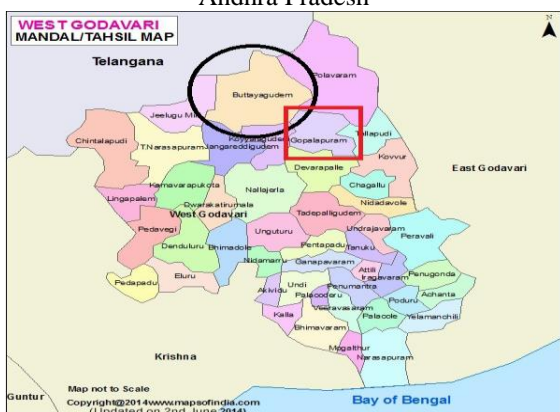 Andhra Pradesh
WEST GODAVARI
MANDAL/TAHSIL MAP
Telangana
Polavaram
Buttayagudem
Jeelugu Mi
Koyyalagudem
Gopalapuram
Tallapudi
Chintalapudi
T.Narasapuram
Jangareddigudem
Devarapalle
Kovvur
East Godavari
Kamavarapukota
Nallajerla
Chagallu
Lingapalem
Dwarakatirumala
Nidadavole
West Godavari
Tadepalligudem
Pedavegi
Unguturu
Undrajavaram
Peravali
Denduluru
Bhimadole
Pentapadu
Tanuku
Nidamarru
Ganapavaram
Pedapadu
Eluru
Attili
Iragavaram
Penugonda
Akividu
Undi
Penumantra
Achanta
Palacoderu
Poduru
Veeravasaram
Yelamanchili
Kalla
Palacole
Bhimavaram
Mogalthur
Narasapuram
Krishna
Map not to Scale
Guntur
Copyright@2014www.mapsofindia.com
(Updated on 2nd June 2014)
Bay of Bengal